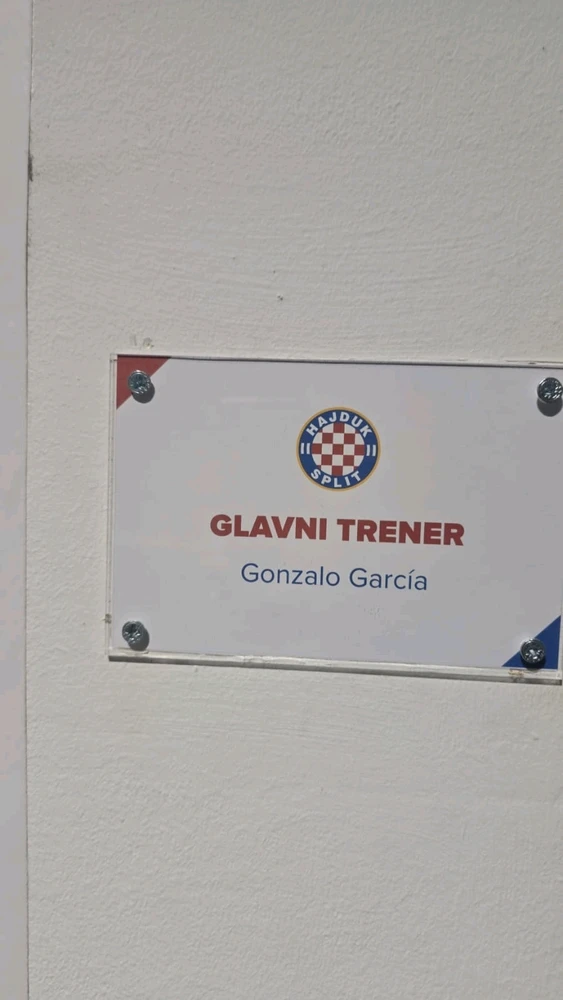 HAJDUK
SPLIT
GLAVNI TRENER
Gonzalo García